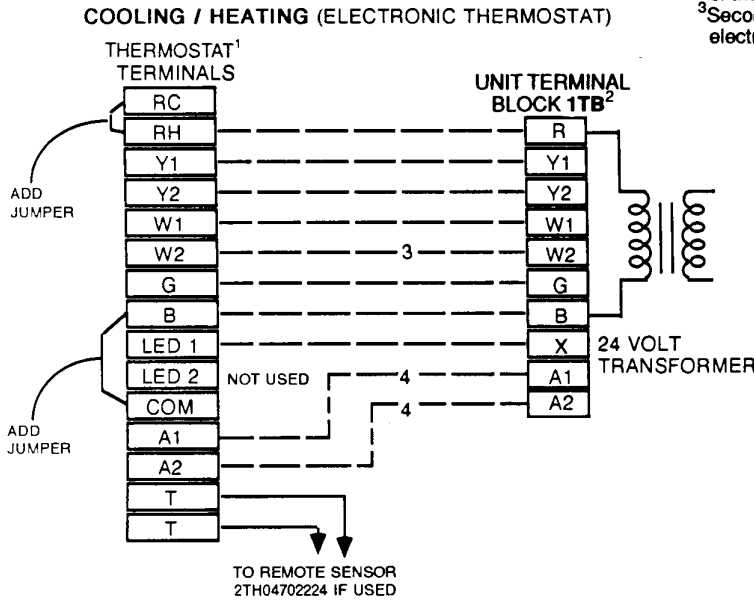 COOLING / HEATING (ELECTRONIC THERMOSTAT)
3Secor
electr
THERMOSTAT1
TERMINALS
UNIT TERMINAL
BLOCK 1TB2
RC
RH
Y1
Y2
W1
W2
G
B
LED 1
LED 2
COM
A1
A2
T
T
ADD
JUMPER
ADD
JUMPER
NOT USED
3
4
4
R
Y1
Y2
W1
W2
G
B
X
A1
A2
24 VOLT
TRANSFORMER
TO REMOTE SENSOR
2TH04702224 IF USED